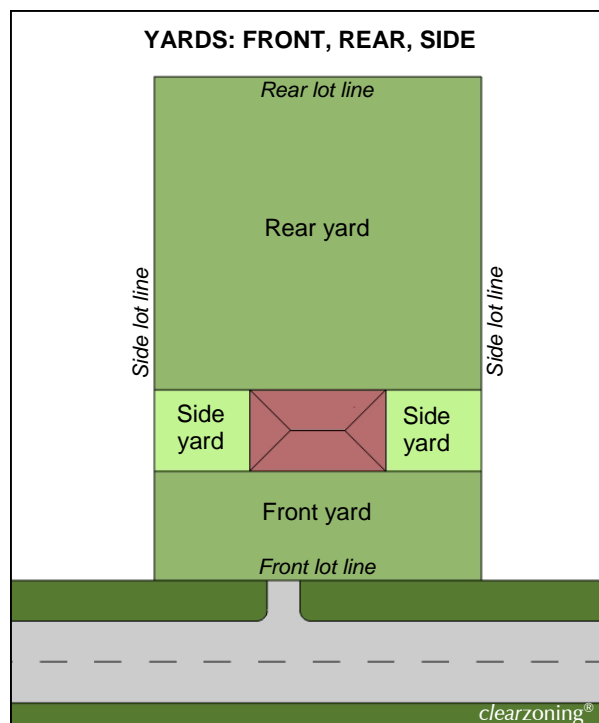 YARDS: FRONT, REAR, SIDE
Rear lot line
Rear yard
Side lot line
Side lot line
Side
yard
Side
yard
Front yard
Front lot line
clearzoning®